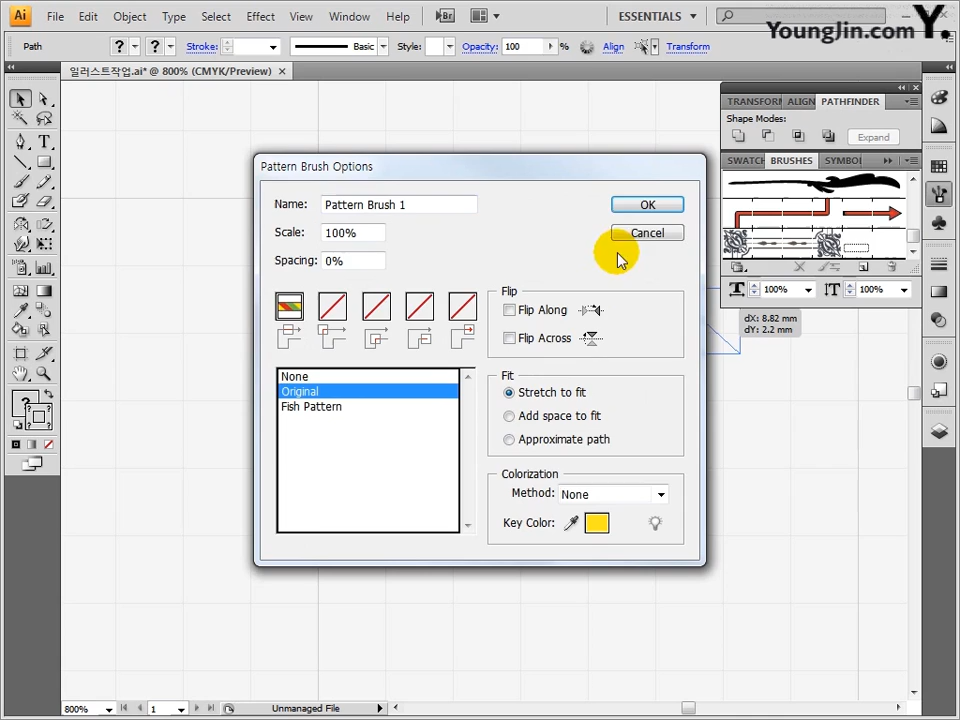 Ai File Edit Object Type Select Effect View Window Help Br ESSENTIALS
YoungJin.com Y.
Path ? ? Stroke: Basic Style: Opacity: 100 % Align Transform
일러스트작업.ai* @ 800% (CMYK/Preview)
TRANSFORM ALIGN PATHFINDER
Shape Modes:
Expand
SWATCH BRUSHES SYMBOL
100% 100%
dX: 8.82 mm
dY: 2.2 mm
Pattern Brush Options
Name: Pattern Brush 1 OK
Scale: 100% Cancel
Spacing: 0%
Flip
Flip Along
Flip Across
Fit
None
Original Stretch to fit
Fish Pattern
Add space to fit
Approximate path
Colorization
Method: None
Key Color:
?
?
800% 1 Unmanaged File